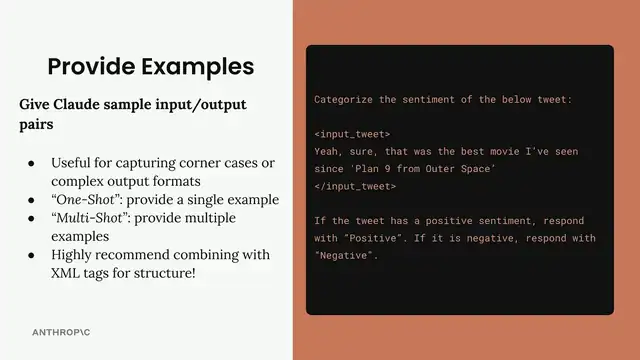 Provide Examples
Give Claude sample input/output
pairs
● Useful for capturing corner cases or
complex output formats
● “One-Shot”: provide a single example
● “Multi-Shot”: provide multiple
examples
● Highly recommend combining with
XML tags for structure!
ANTHROP\C
Categorize the sentiment of the below tweet:
<input_tweet>
Yeah, sure, that was the best movie I’ve seen
since ‘Plan 9 from Outer Space’
</input_tweet>
If the tweet has a positive sentiment, respond
with “Positive”. If it is negative, respond with
“Negative”.